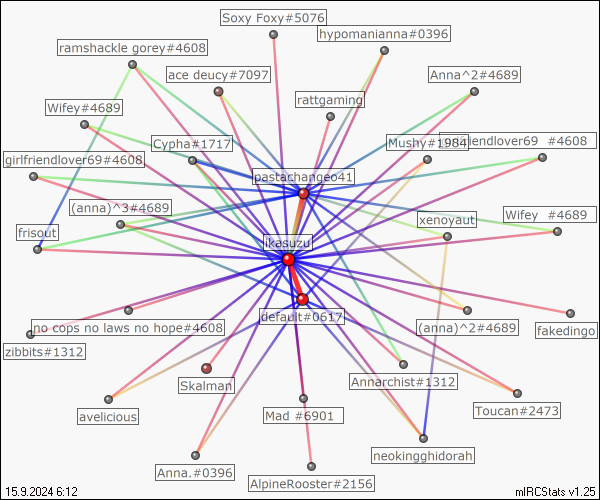 Soxy Foxy#5076
hypomanianna#0396
ramshackle gorey#4608
ace deucy#7097
Anna^2#4689
rattgaming
Wifey#4689
Cypha#1717
Mushy#1984
friendlover69 #4608
girlfriendlover69#4608
pastachangeo41
(anna)^3#4689
xenoyaut
Wifey #4689
frisout
ikasuzu
default#0617
no cops no laws no hope#4608
(anna)^2#4689
fakedingo
zibbits#1312
Skalman
Annarchist#1312
avelicious
Mad #6901
Toucan#2473
neokingghidorah
Anna.#0396
AlpineRooster#2156
15.9.2024 6:12
mIRCStats v1.25